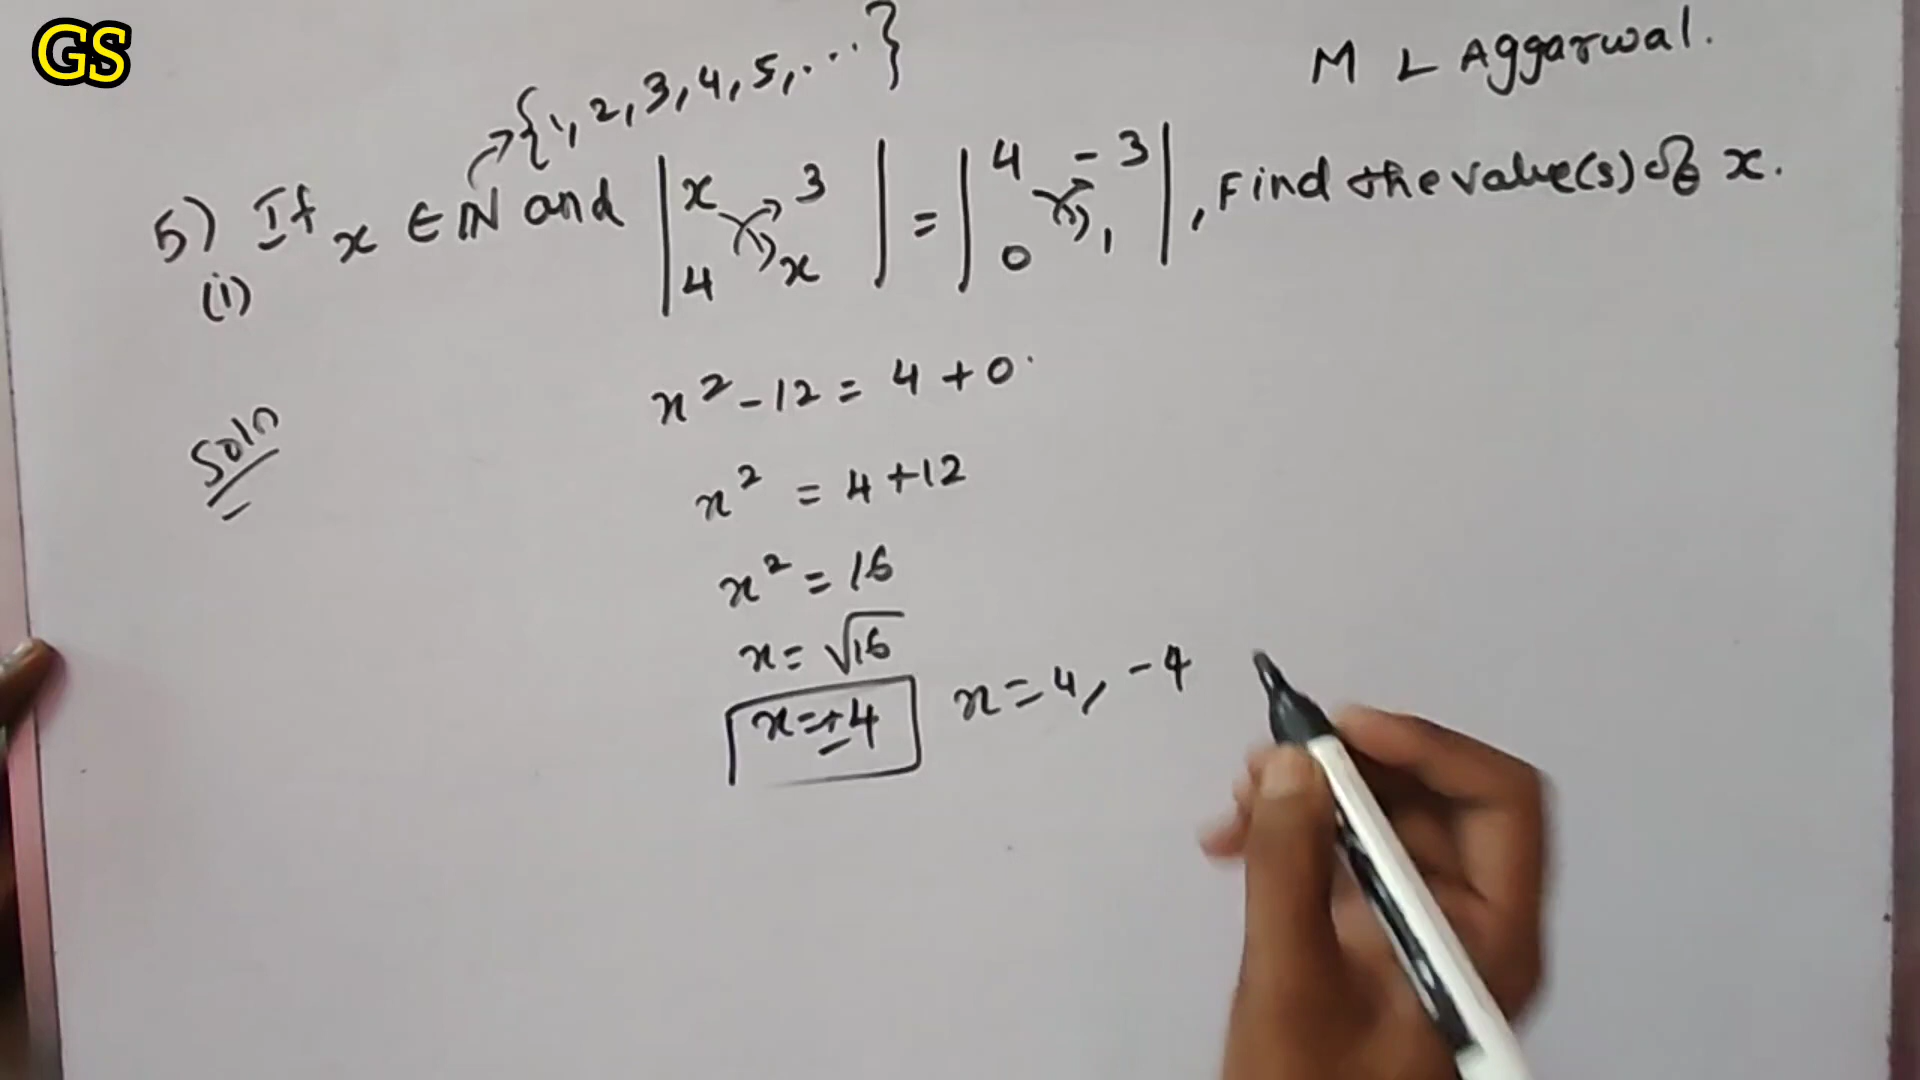 GS
{1, 2, 3, 4, 5, ...}
M L Aggarwal.
5) If x ∈ N and |x 3| = |4 -3|, Find the value(s) of x.
(i) |4 x| |0 1|
Soln
x² - 12 = 4 + 0
x² = 4 + 12
x² = 16
x = √16
x = ±4 x = 4, -4